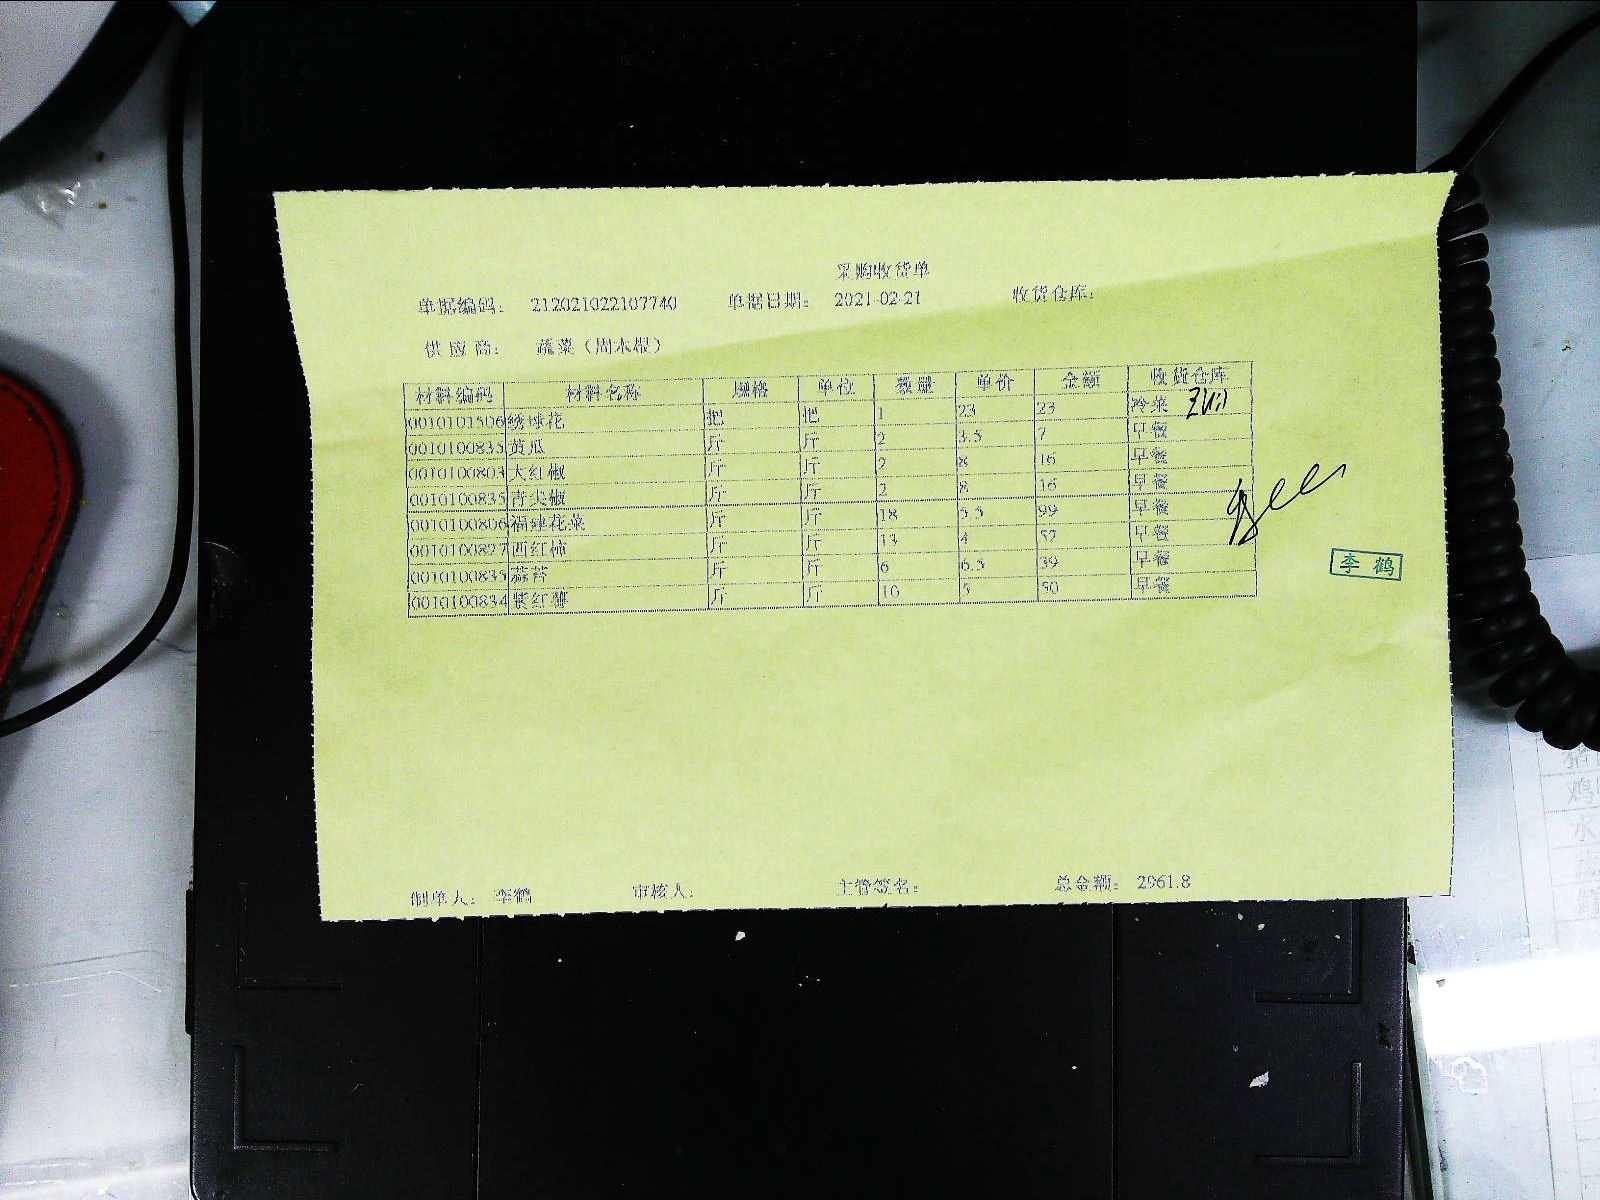 采购收货单
单据编码： 212021022107740 单据日期： 2021-02-21 收货仓库：
供应商： 蔬菜（周木根）
材料编码 材料名称 规格 单位 数量 单价 金额 收货仓库
0010101506 绣球花 把 把 1 23 23 冷菜
0010100835 黄瓜 斤 斤 2 3.5 7 早餐
0010100803 大红椒 斤 斤 2 8 16 早餐
0010100835 青尖椒 斤 斤 2 8 16 早餐
0010100806 福建花菜 斤 斤 18 5.5 99 早餐
0010100827 西红柿 斤 斤 13 4 52 早餐
0010100835 蒜苔 斤 斤 6 6.5 39 早餐
0010100834 紫红薯 斤 斤 10 5 50 早餐
李鹤
制单人： 李鹤 审核人： 主管签名： 总金额： 2961.8